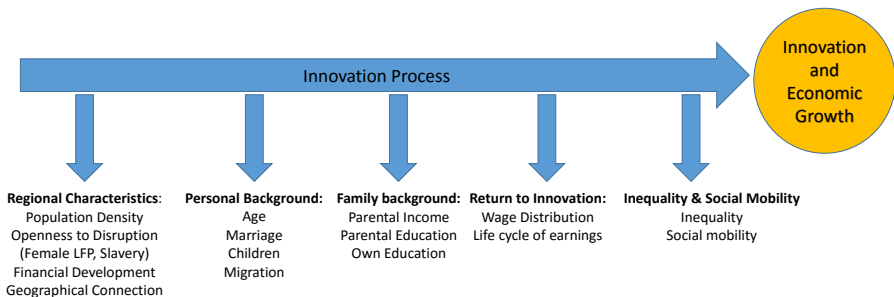 Innovation Process
Innovation
and
Economic
Growth
Regional Characteristics:
Population Density
Openness to Disruption
(Female LFP, Slavery)
Financial Development
Geographical Connection
Personal Background:
Age
Marriage
Children
Migration
Family background:
Parental Income
Parental Education
Own Education
Return to Innovation:
Wage Distribution
Life cycle of earnings
Inequality & Social Mobility
Inequality
Social mobility